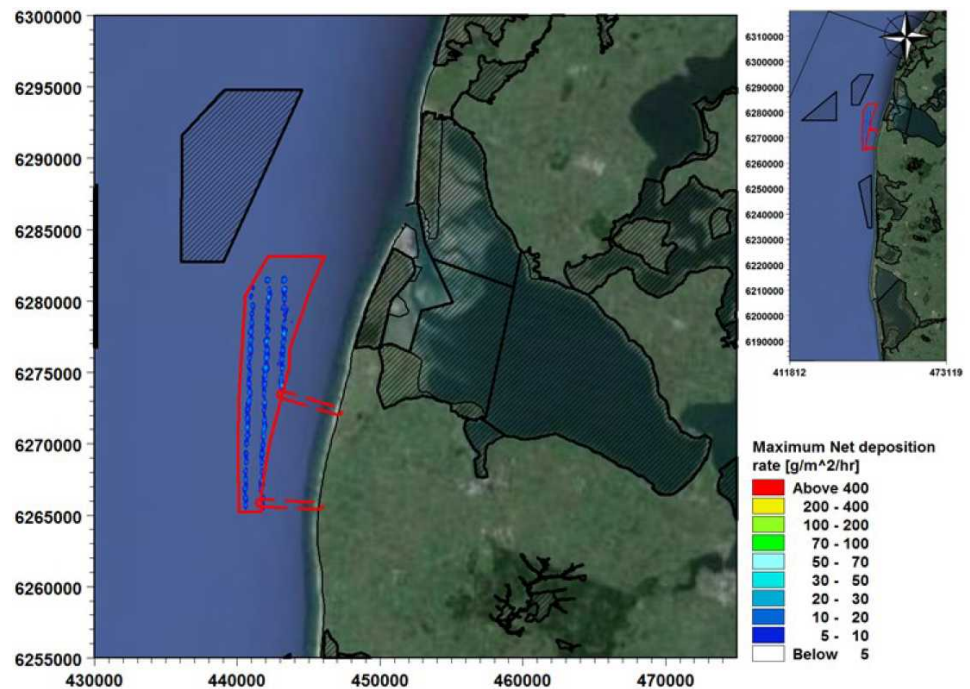 6300000
6295000
6290000
6285000
6280000
6275000
6270000
6265000
6260000
6255000
430000 440000 450000 460000 470000
6310000
6300000
6290000
6280000
6270000
6260000
6250000
6240000
6230000
6220000
6210000
6200000
6190000
411812 473119
Maximum Net deposition
rate [g/m^2/hr]
Above 400
200 - 400
100 - 200
70 - 100
50 - 70
30 - 50
20 - 30
10 - 20
5 - 10
Below 5